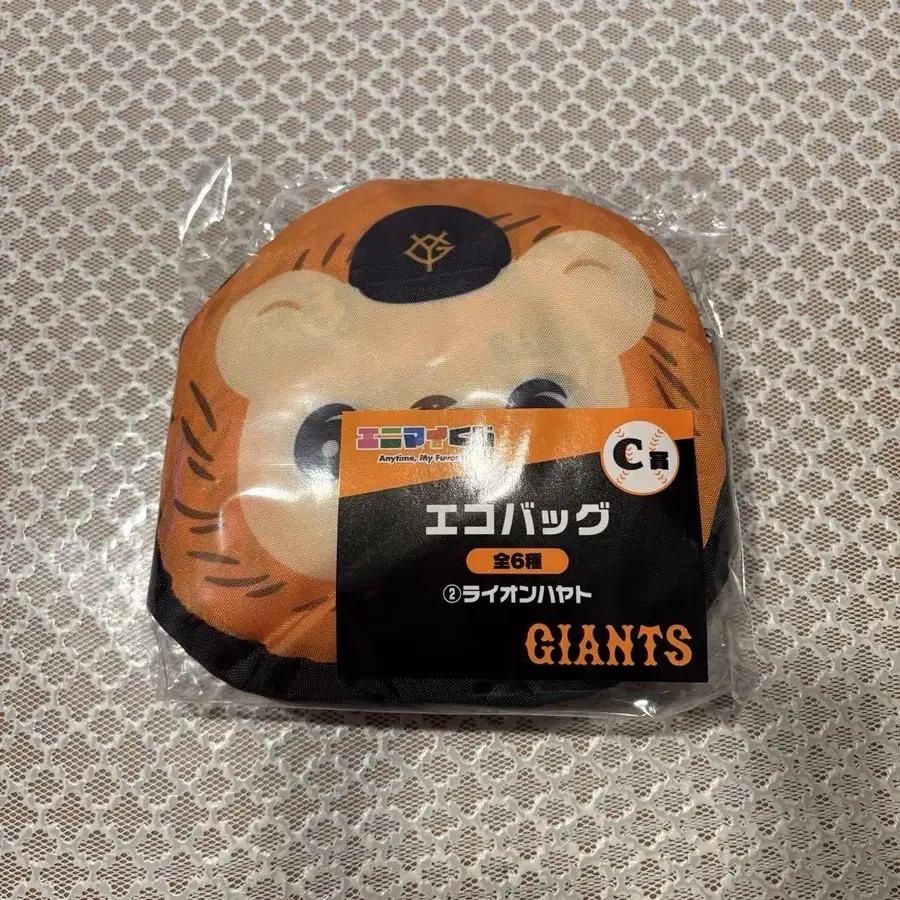 YG
エニマイくじ
Anytime, My Favor
C賞
エコバッグ
全6種
②ライオンハヤト
GIANTS